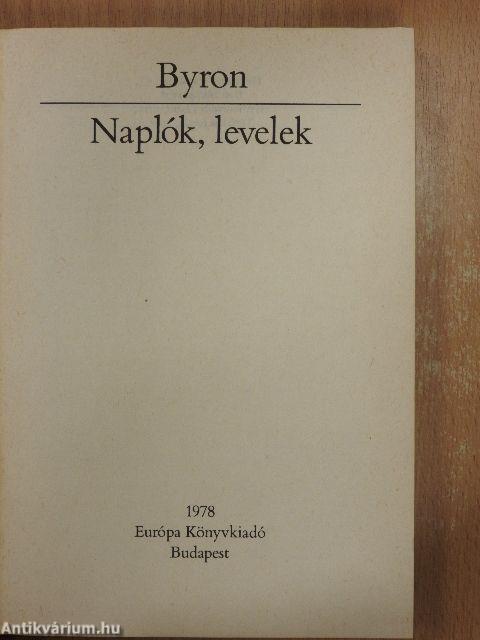 Byron
Naplók, levelek
1978
Európa Könyvkiadó
Budapest
Antikvárium.hu